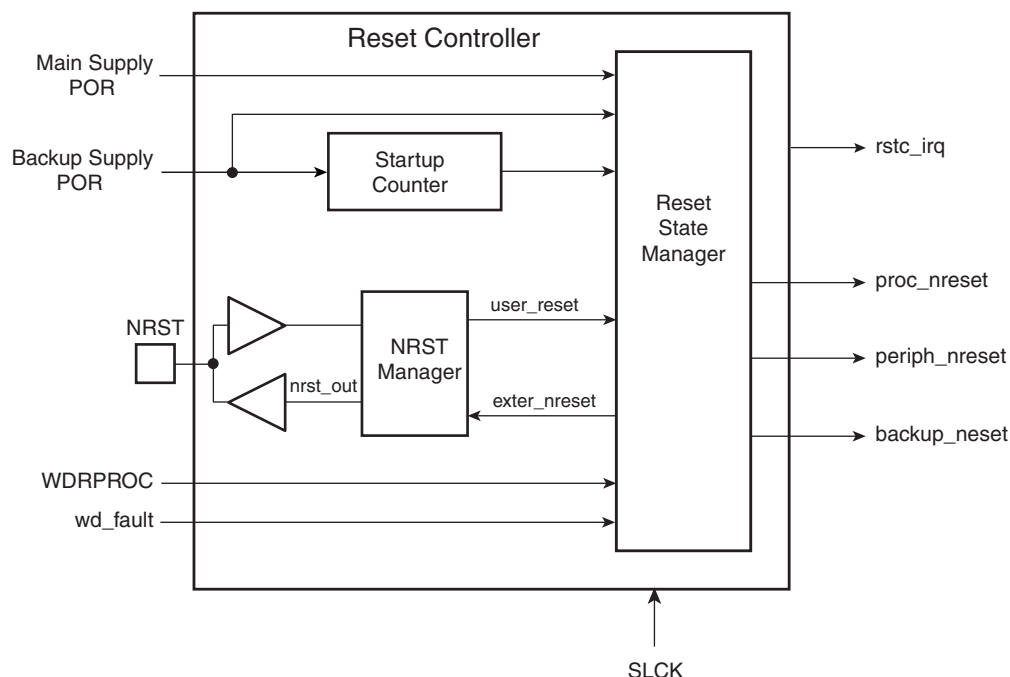 Reset Controller
Main Supply
POR
Backup Supply
POR
Startup
Counter
Reset
State
Manager
rstc_irq
proc_nreset
periph_nreset
backup_neset
NRST
user_reset
NRST
Manager
nrst_out
exter_nreset
WDRPROC
wd_fault
SLCK